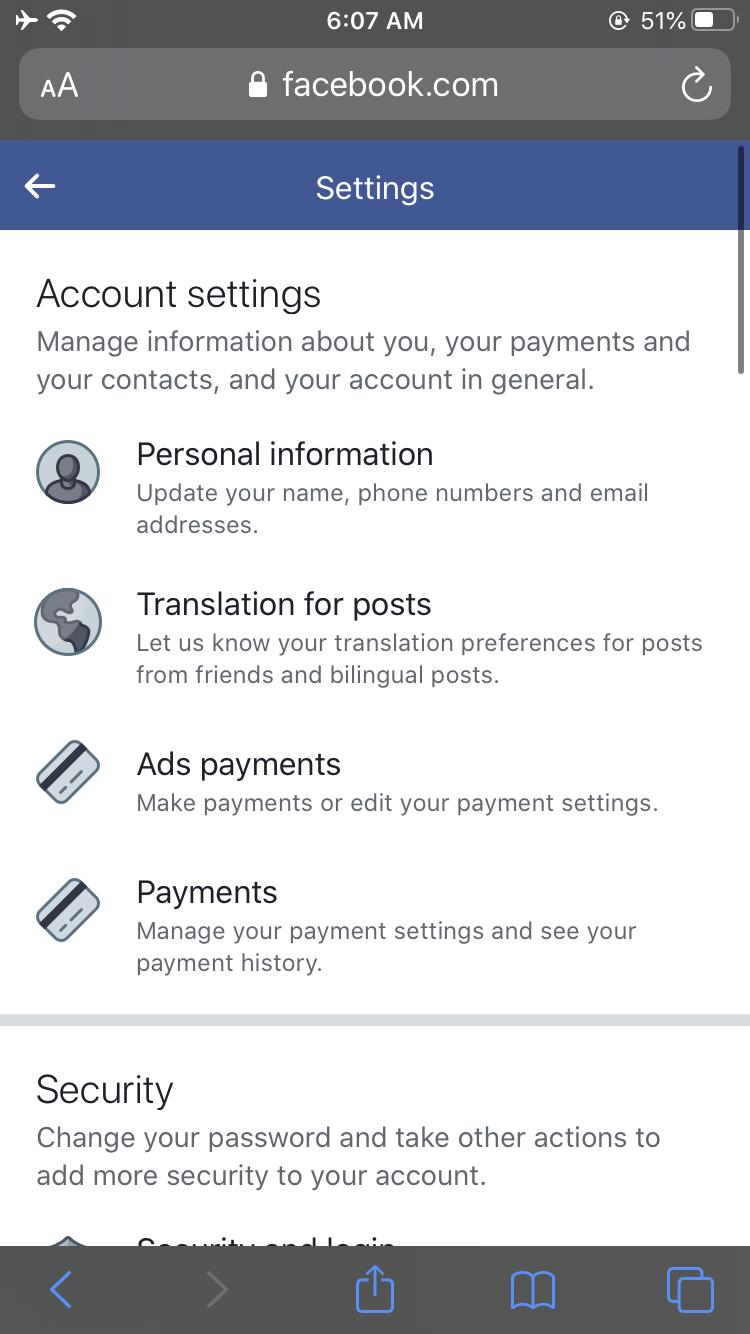 6:07 AM 51%
AA facebook.com
Settings
Account settings
Manage information about you, your payments and
your contacts, and your account in general.
Personal information
Update your name, phone numbers and email
addresses.
Translation for posts
Let us know your translation preferences for posts
from friends and bilingual posts.
Ads payments
Make payments or edit your payment settings.
Payments
Manage your payment settings and see your
payment history.
Security
Change your password and take other actions to
add more security to your account.
Security and login